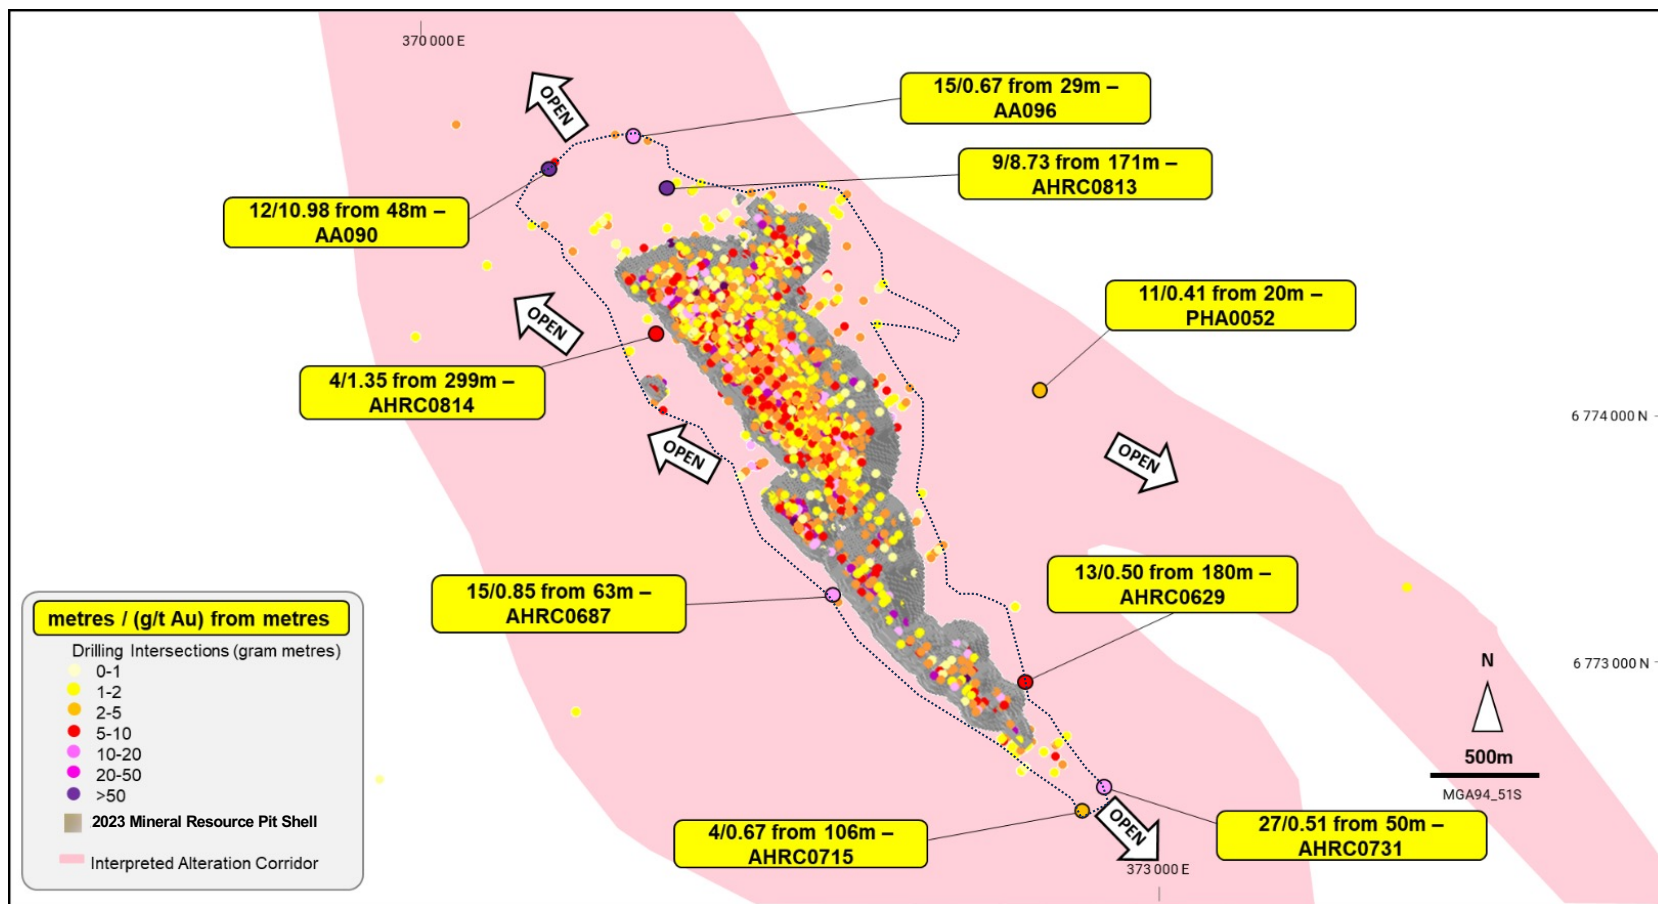 370 000 E
OPEN
15/0.67 from 29m –
AA096
9/8.73 from 171m –
AHRC0813
12/10.98 from 48m –
AA090
11/0.41 from 20m –
PHA0052
OPEN
4/1.35 from 299m –
AHRC0814
6 774 000 N
OPEN
OPEN
15/0.85 from 63m –
AHRC0687
13/0.50 from 180m –
AHRC0629
metres / (g/t Au) from metres
Drilling Intersections (gram metres)
0-1
1-2
2-5
5-10
10-20
20-50
>50
2023 Mineral Resource Pit Shell
Interpreted Alteration Corridor
6 773 000 N
N
500m
MGA94_51S
4/0.67 from 106m –
AHRC0715
OPEN
27/0.51 from 50m –
AHRC0731
373 000 E